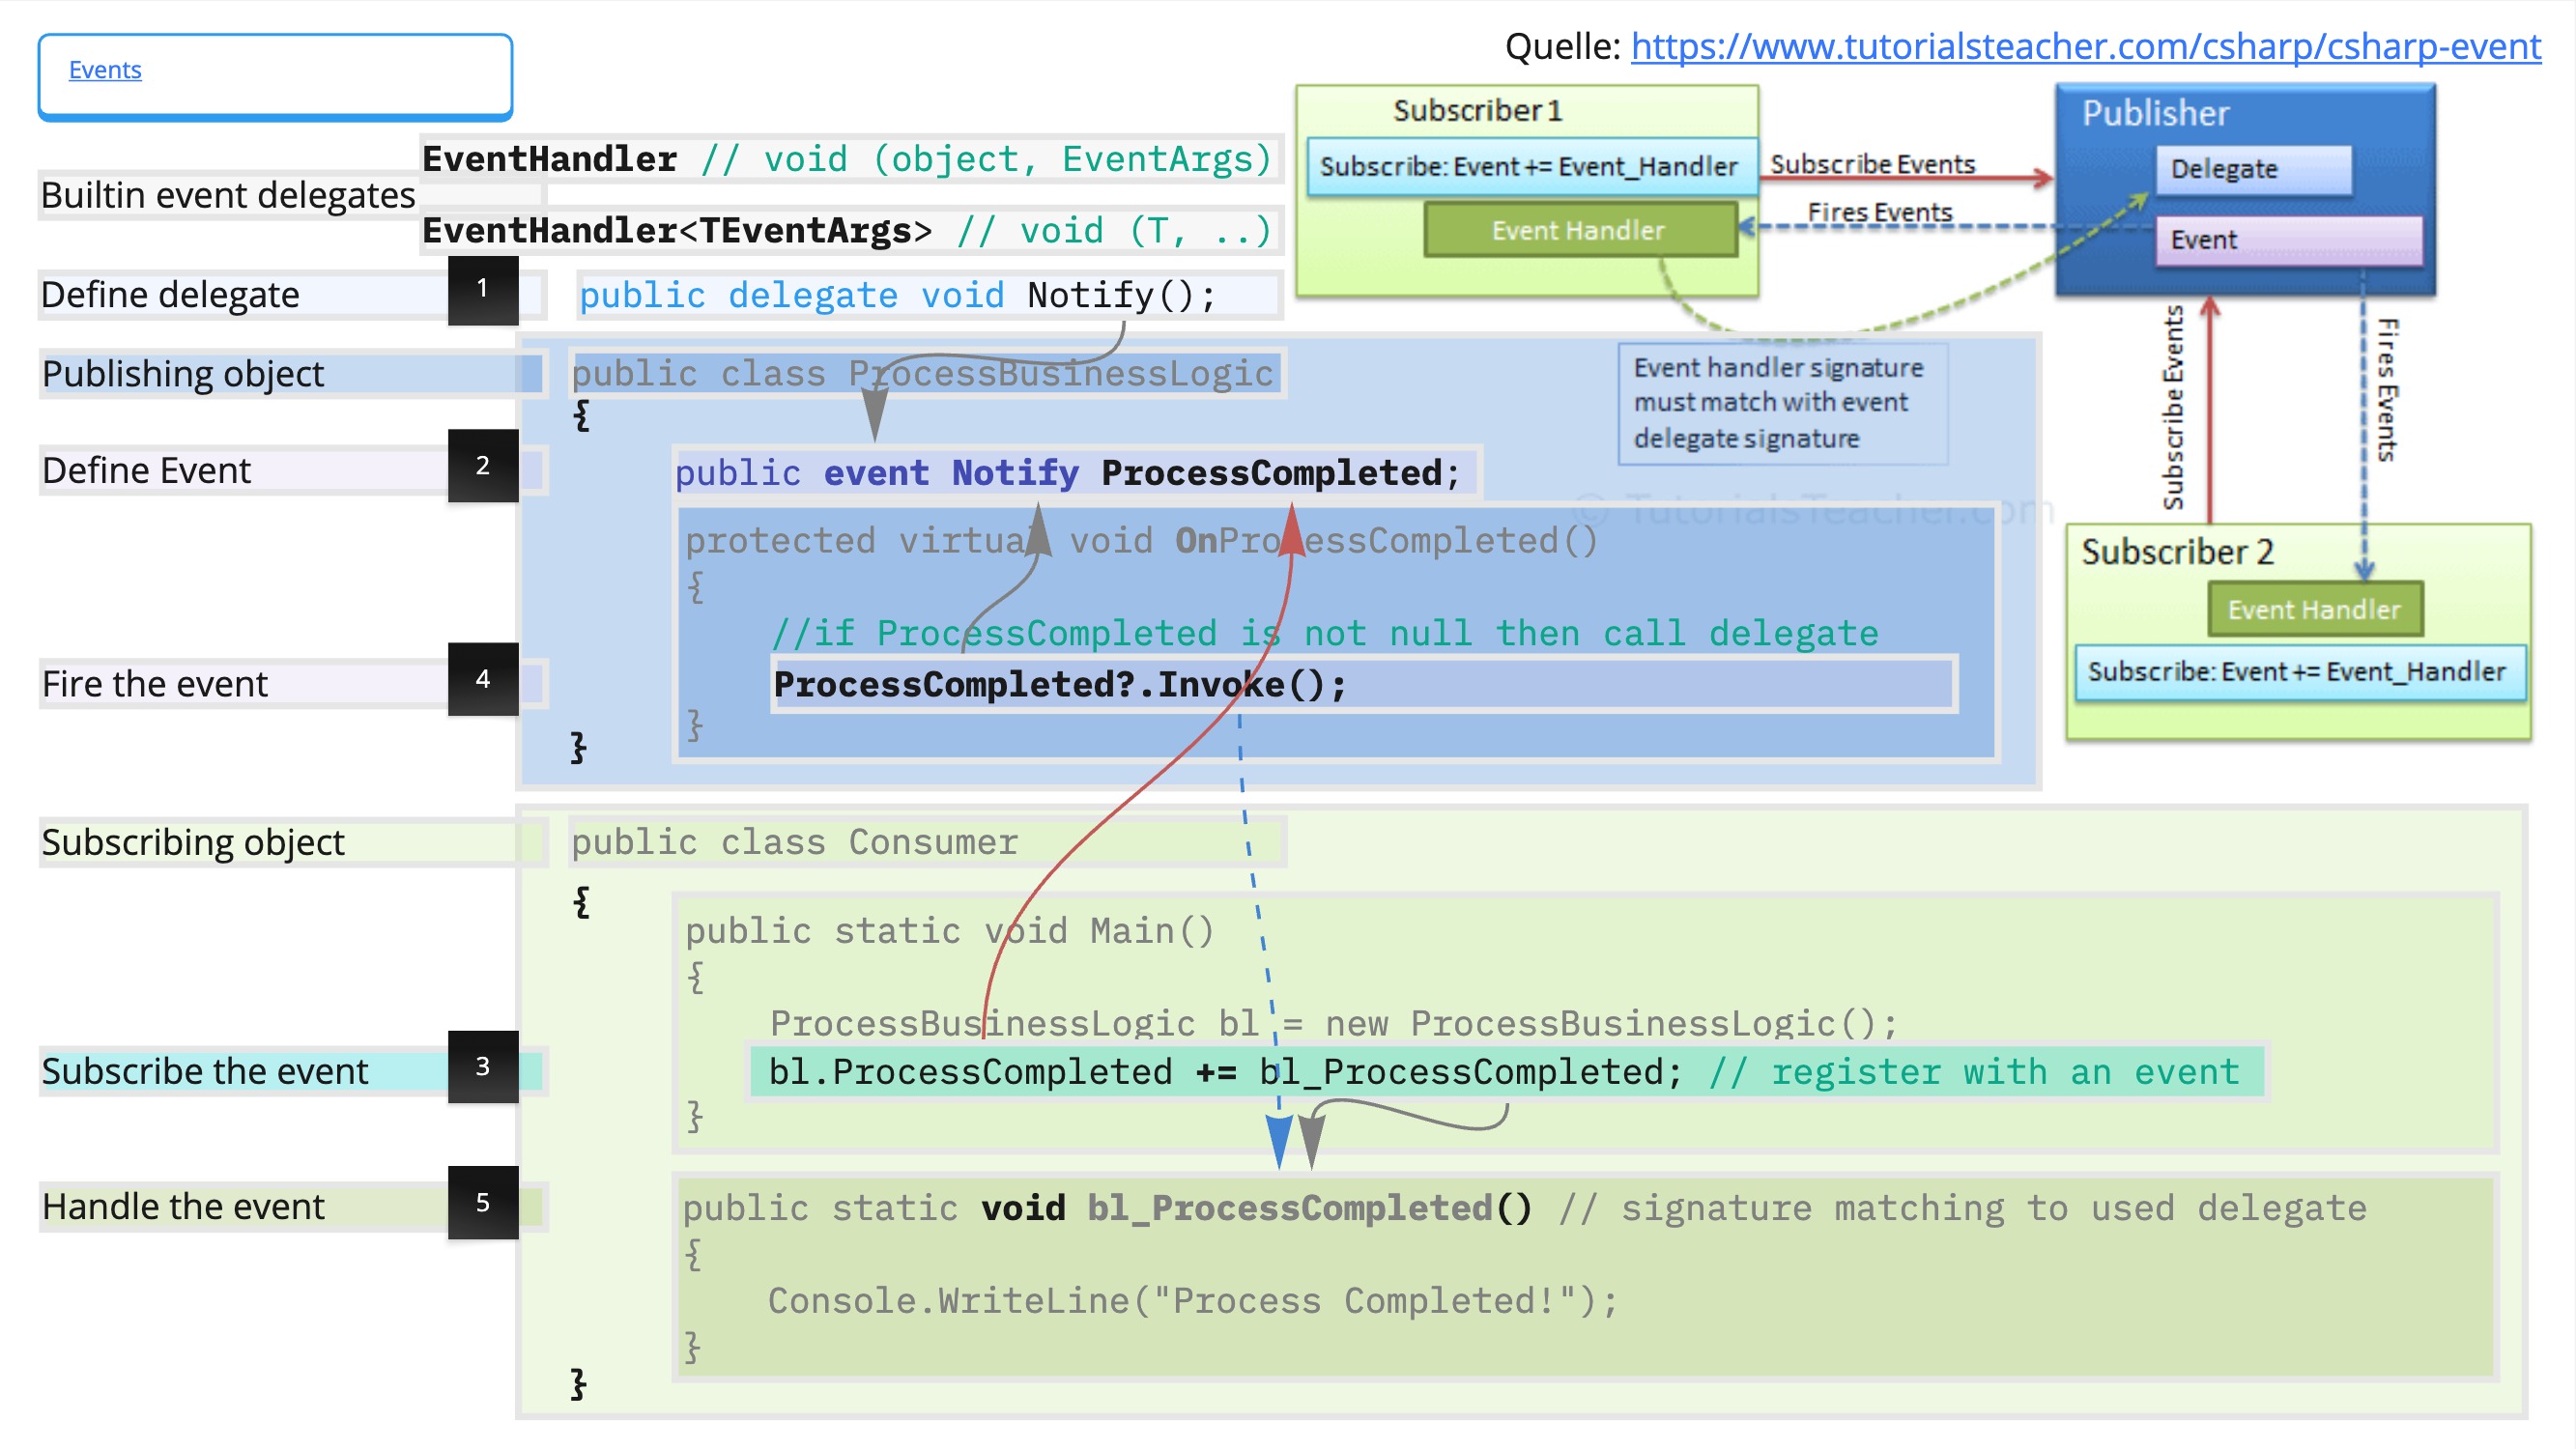 Events
Quelle: https://www.tutorialsteacher.com/csharp/csharp-event
Builtin event delegates
EventHandler // void (object, EventArgs)
EventHandler<TEventArgs> // void (T, ..)
Define delegate
1
public delegate void Notify();
Publishing object
public class ProcessBusinessLogic
{
Define Event
2
public event Notify ProcessCompleted;
protected virtual void OnProcessCompleted()
{
//if ProcessCompleted is not null then call delegate
Fire the event
4
ProcessCompleted?.Invoke();
}
}
Subscribing object
public class Consumer
{
public static void Main()
{
ProcessBusinessLogic bl = new ProcessBusinessLogic();
Subscribe the event
3
bl.ProcessCompleted += bl_ProcessCompleted; // register with an event
}
Handle the event
5
public static void bl_ProcessCompleted() // signature matching to used delegate
{
Console.WriteLine("Process Completed!");
}
}
Subscriber 1
Subscribe: Event += Event_Handler
Event Handler
Subscribe Events
Fires Events
Publisher
Delegate
Event
Event handler signature
must match with event
delegate signature
© TutorialsTeacher.com
Subscribe Events
Fires Events
Subscriber 2
Event Handler
Subscribe: Event += Event_Handler